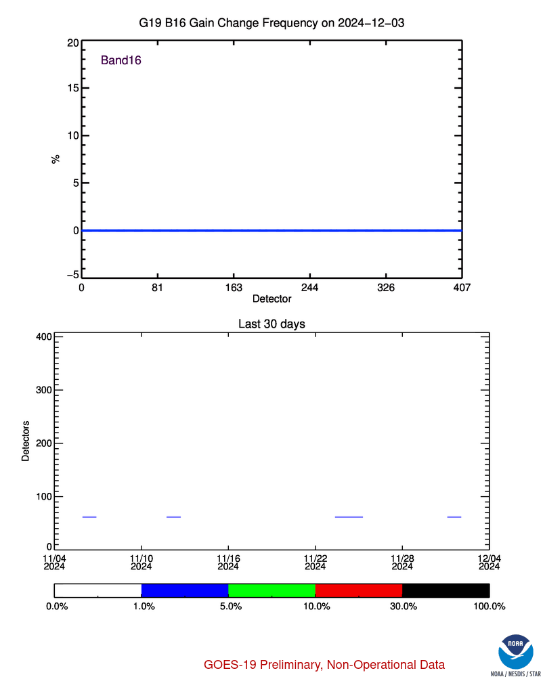 G19 B16 Gain Change Frequency on 2024-12-03
20
Band16
15
10
%
5
0
-5
0 81 163 244 326 407
Detector
Last 30 days
400
300
Detectors
200
100
0
11/04 11/10 11/16 11/22 11/28 12/04
2024 2024 2024 2024 2024 2024
0.0% 1.0% 5.0% 10.0% 30.0% 100.0%
NOAA
GOES-19 Preliminary, Non-Operational Data
NOAA / NESDIS / STAR